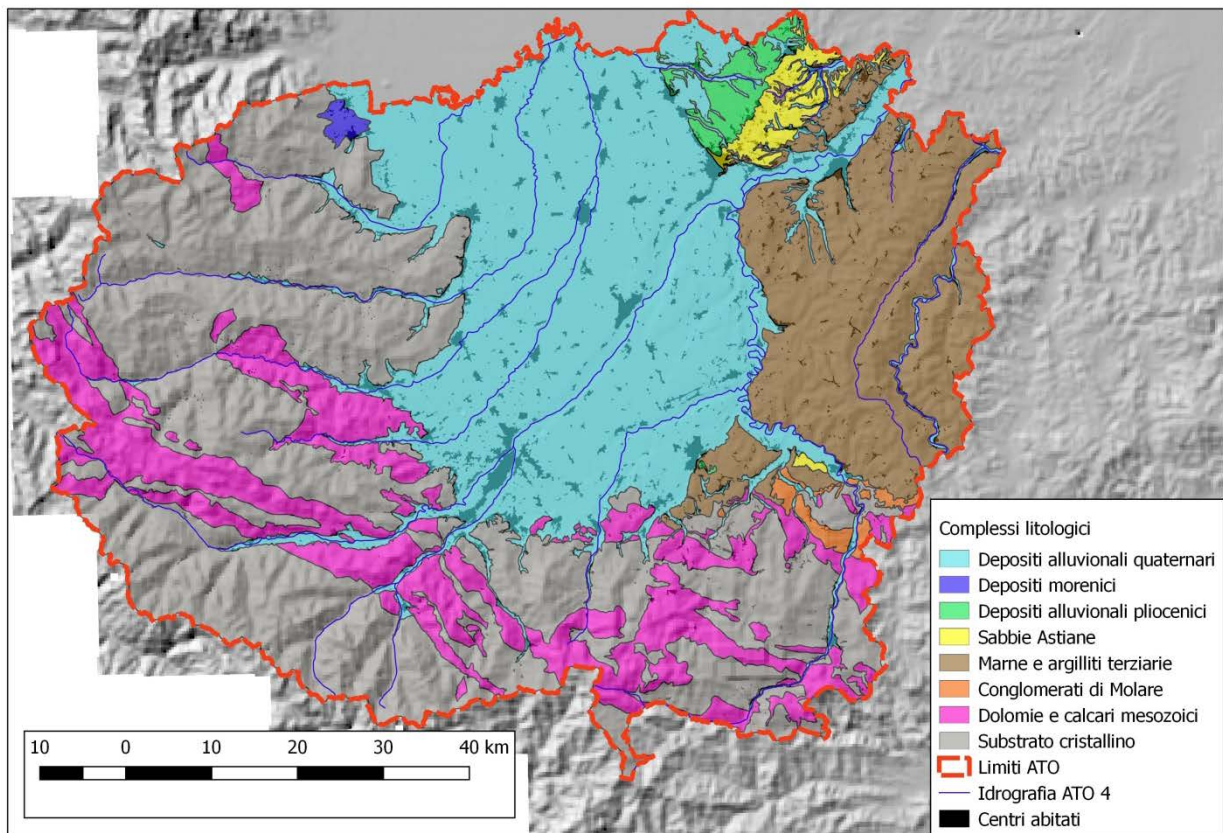 Complessi litologici
Depositi alluvionali quaternari
Depositi morenici
Depositi alluvionali pliocenici
Sabbie Astiane
Marne e argilliti terziarie
Conglomerati di Molare
Dolomie e calcari mesozoici
Substrato cristallino
Limiti ATO
Idrografia ATO 4
Centri abitati
10 0 10 20 30 40 km